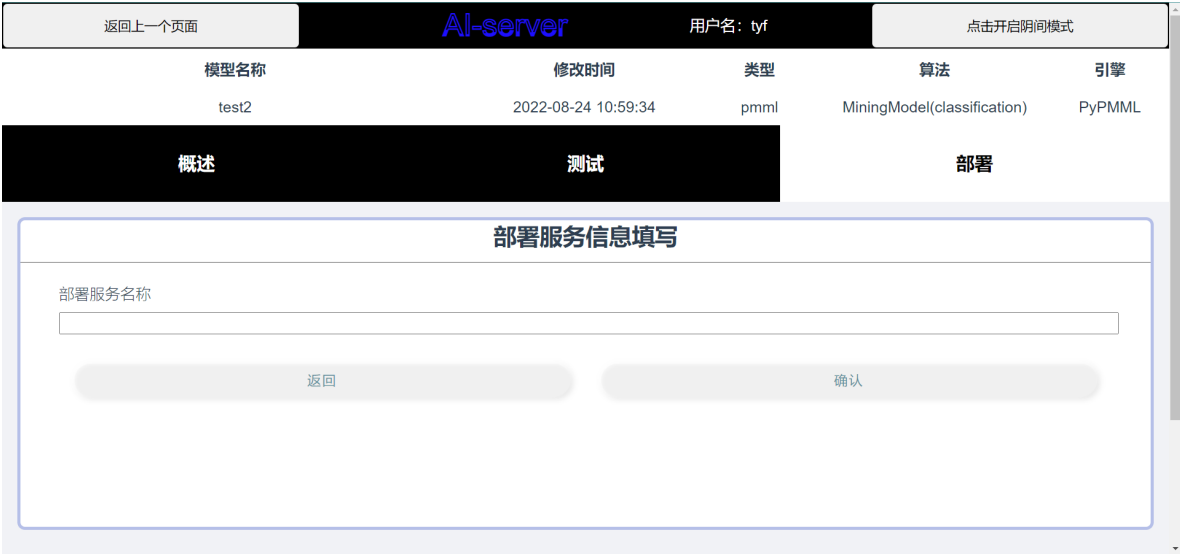 返回上一个页面 AI-server 用户名：tyf 点击开启阴间模式
模型名称 修改时间 类型 算法 引擎
test2 2022-08-24 10:59:34 pmml MiningModel(classification) PyPMML
概述 测试 部署
部署服务信息填写
部署服务名称
返回 确认